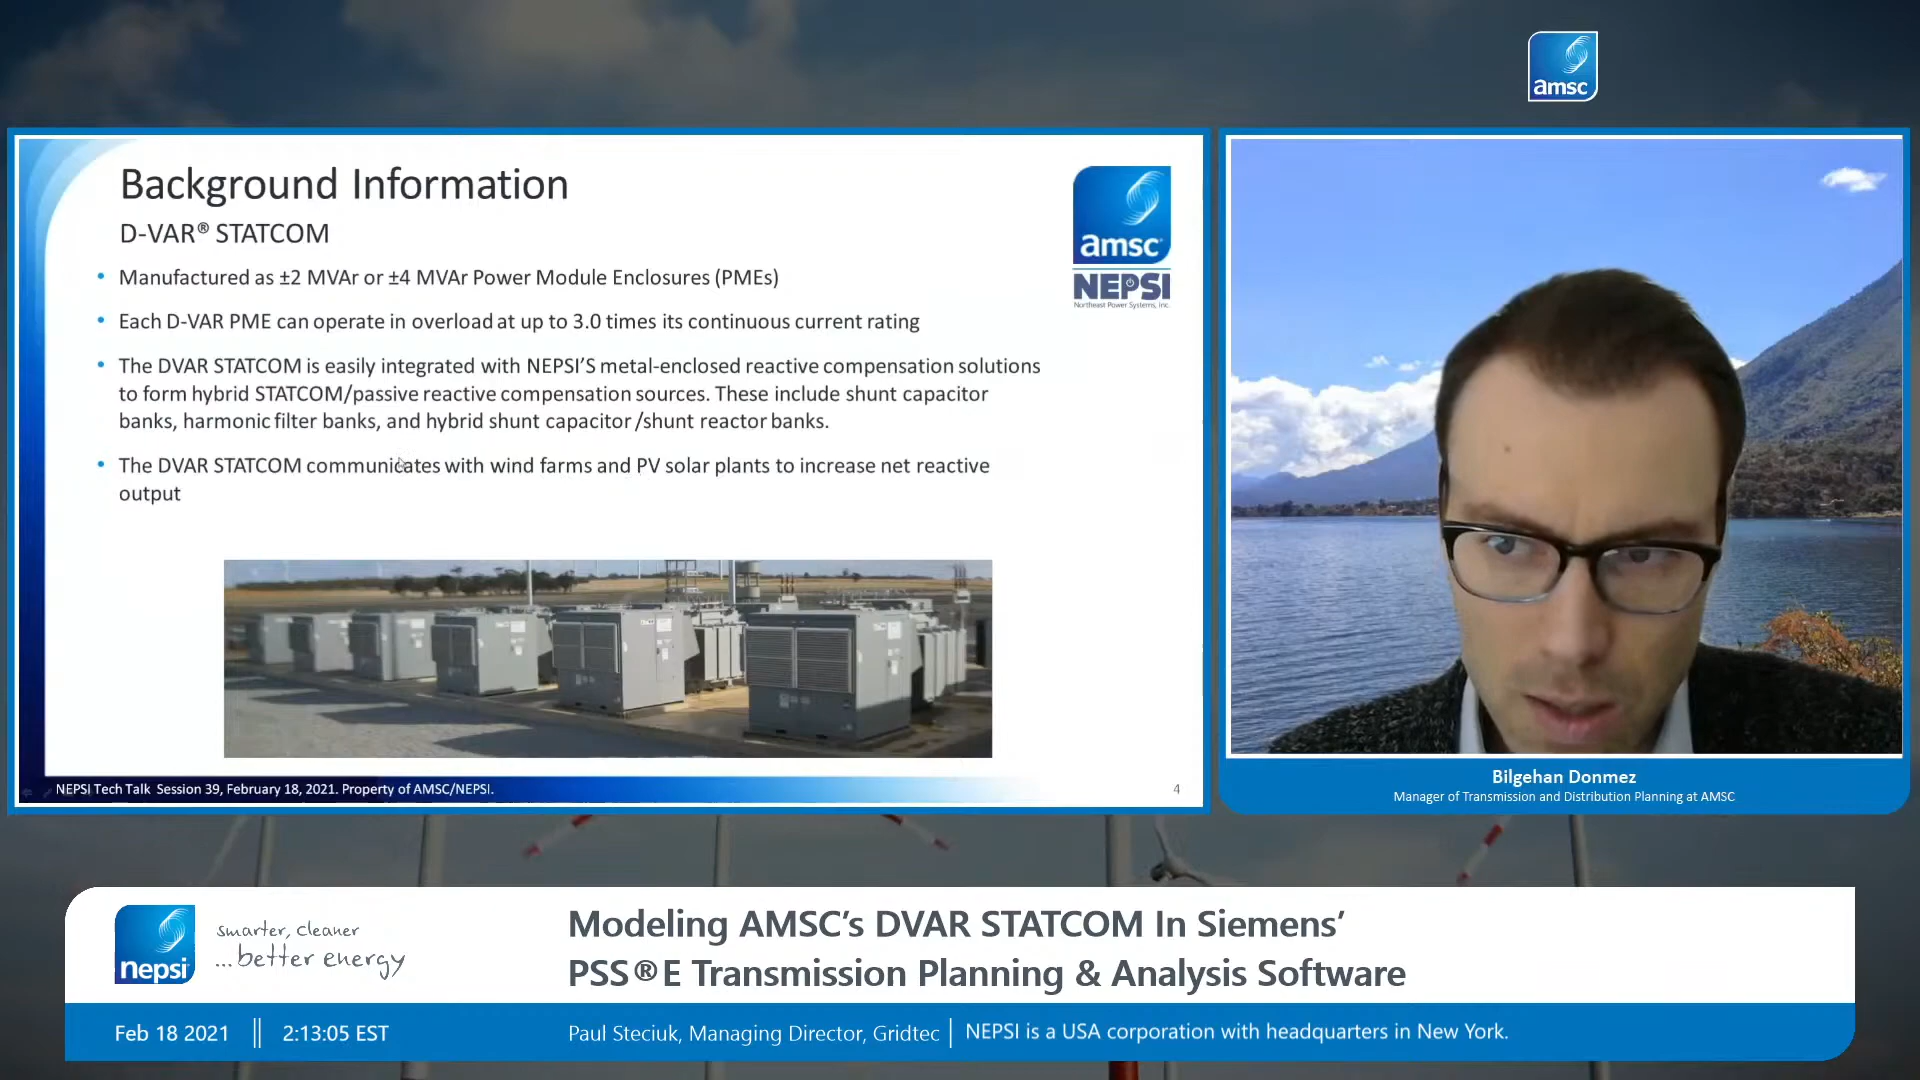 amsc
Background Information
D-VAR® STATCOM
• Manufactured as ±2 MVAr or ±4 MVAr Power Module Enclosures (PMEs)
• Each D-VAR PME can operate in overload at up to 3.0 times its continuous current rating
• The DVAR STATCOM is easily integrated with NEPSI'S metal-enclosed reactive compensation solutions
to form hybrid STATCOM/passive reactive compensation sources. These include shunt capacitor
banks, harmonic filter banks, and hybrid shunt capacitor /shunt reactor banks.
• The DVAR STATCOM communicates with wind farms and PV solar plants to increase net reactive
output
amsc
NEPSI
Northeast Power Systems, Inc.
NEPSI Tech Talk Session 39, February 18, 2021. Property of AMSC/NEPSI.
4
Bilgehan Donmez
Manager of Transmission and Distribution Planning at AMSC
nepsi
smarter, cleaner
...better energy
Modeling AMSC's DVAR STATCOM In Siemens'
PSS®E Transmission Planning & Analysis Software
Feb 18 2021 || 2:13:05 EST
Paul Steciuk, Managing Director, Gridtec | NEPSI is a USA corporation with headquarters in New York.